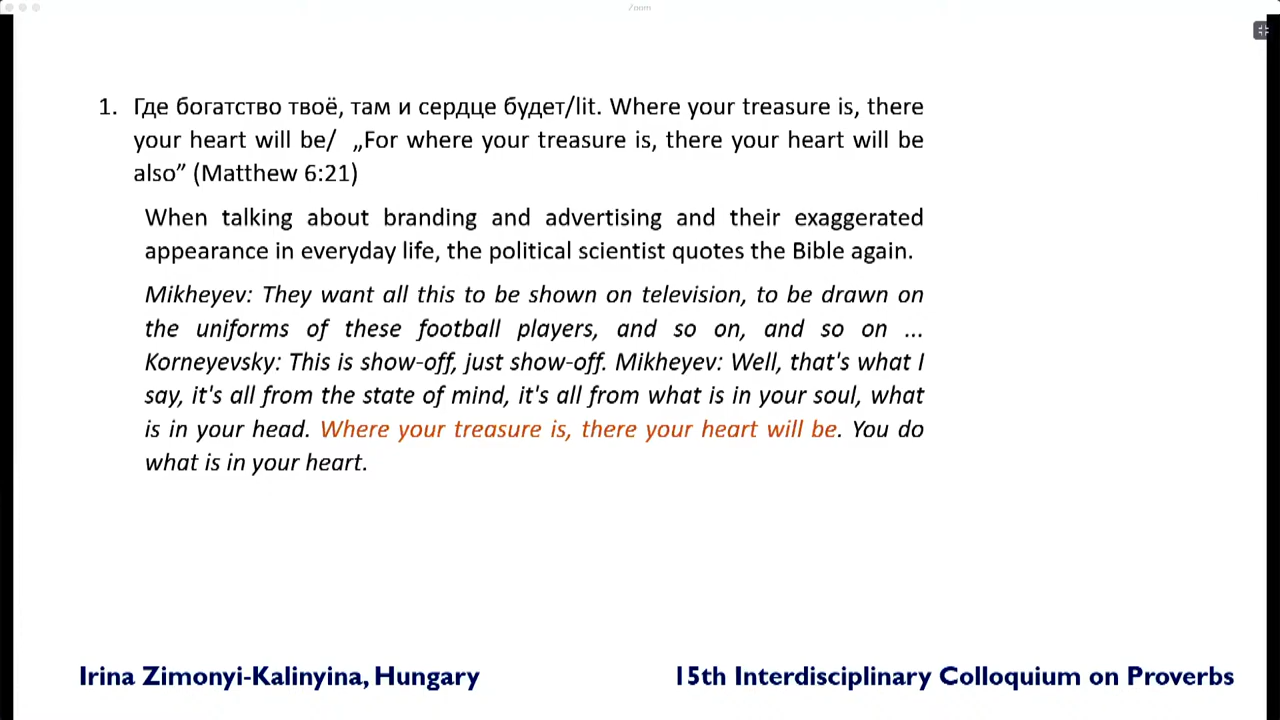 1. Где богатство твоё, там и сердце будет/lit. Where your treasure is, there
your heart will be/ „For where your treasure is, there your heart will be
also” (Matthew 6:21)
When talking about branding and advertising and their exaggerated
appearance in everyday life, the political scientist quotes the Bible again.
Mikheyev: They want all this to be shown on television, to be drawn on
the uniforms of these football players, and so on, and so on ...
Korneyevsky: This is show-off, just show-off. Mikheyev: Well, that's what I
say, it's all from the state of mind, it's all from what is in your soul, what
is in your head. Where your treasure is, there your heart will be. You do
what is in your heart.
Irina Zimonyi-Kalinyina, Hungary
15th Interdisciplinary Colloquium on Proverbs